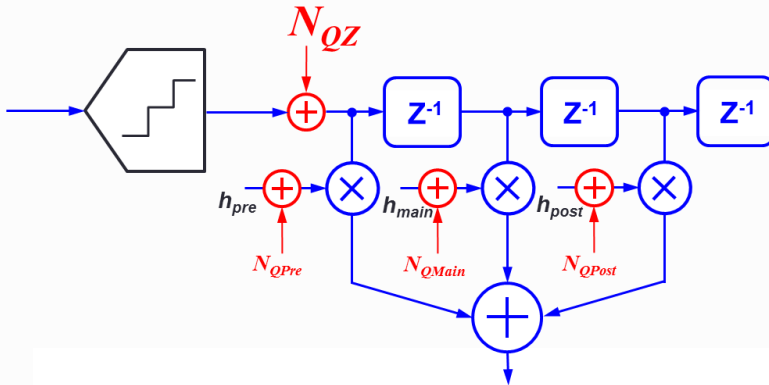 N_QZ
Z⁻¹
Z⁻¹
Z⁻¹
h_pre
h_main
h_post
N_QPre
N_QMain
N_QPost